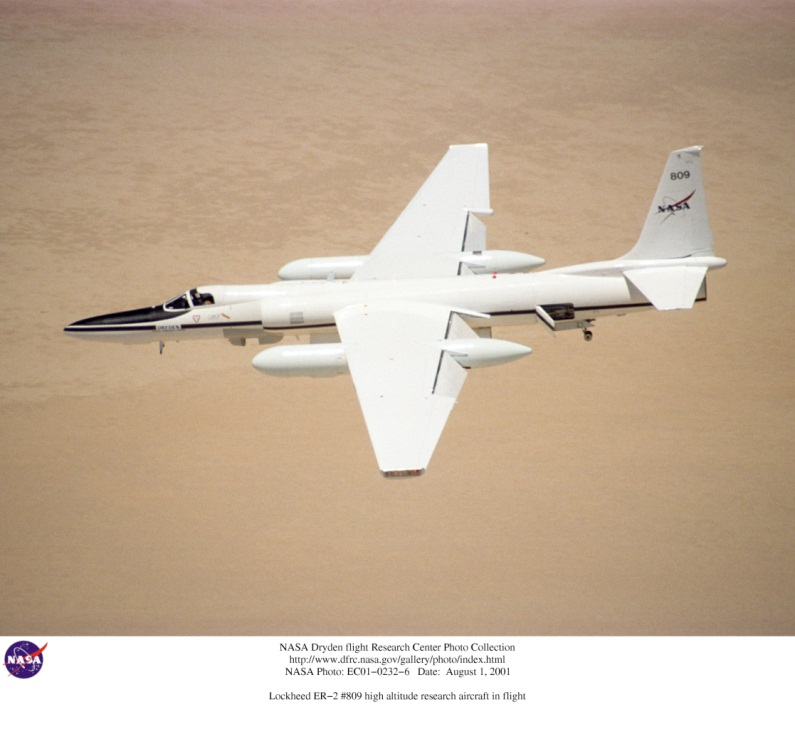 809
NASA
DRYDEN
NASA
NASA Dryden flight Research Center Photo Collection
http://www.dfrc.nasa.gov/gallery/photo/index.html
NASA Photo: EC01−0232−6 Date: August 1, 2001
Lockheed ER−2 #809 high altitude research aircraft in flight